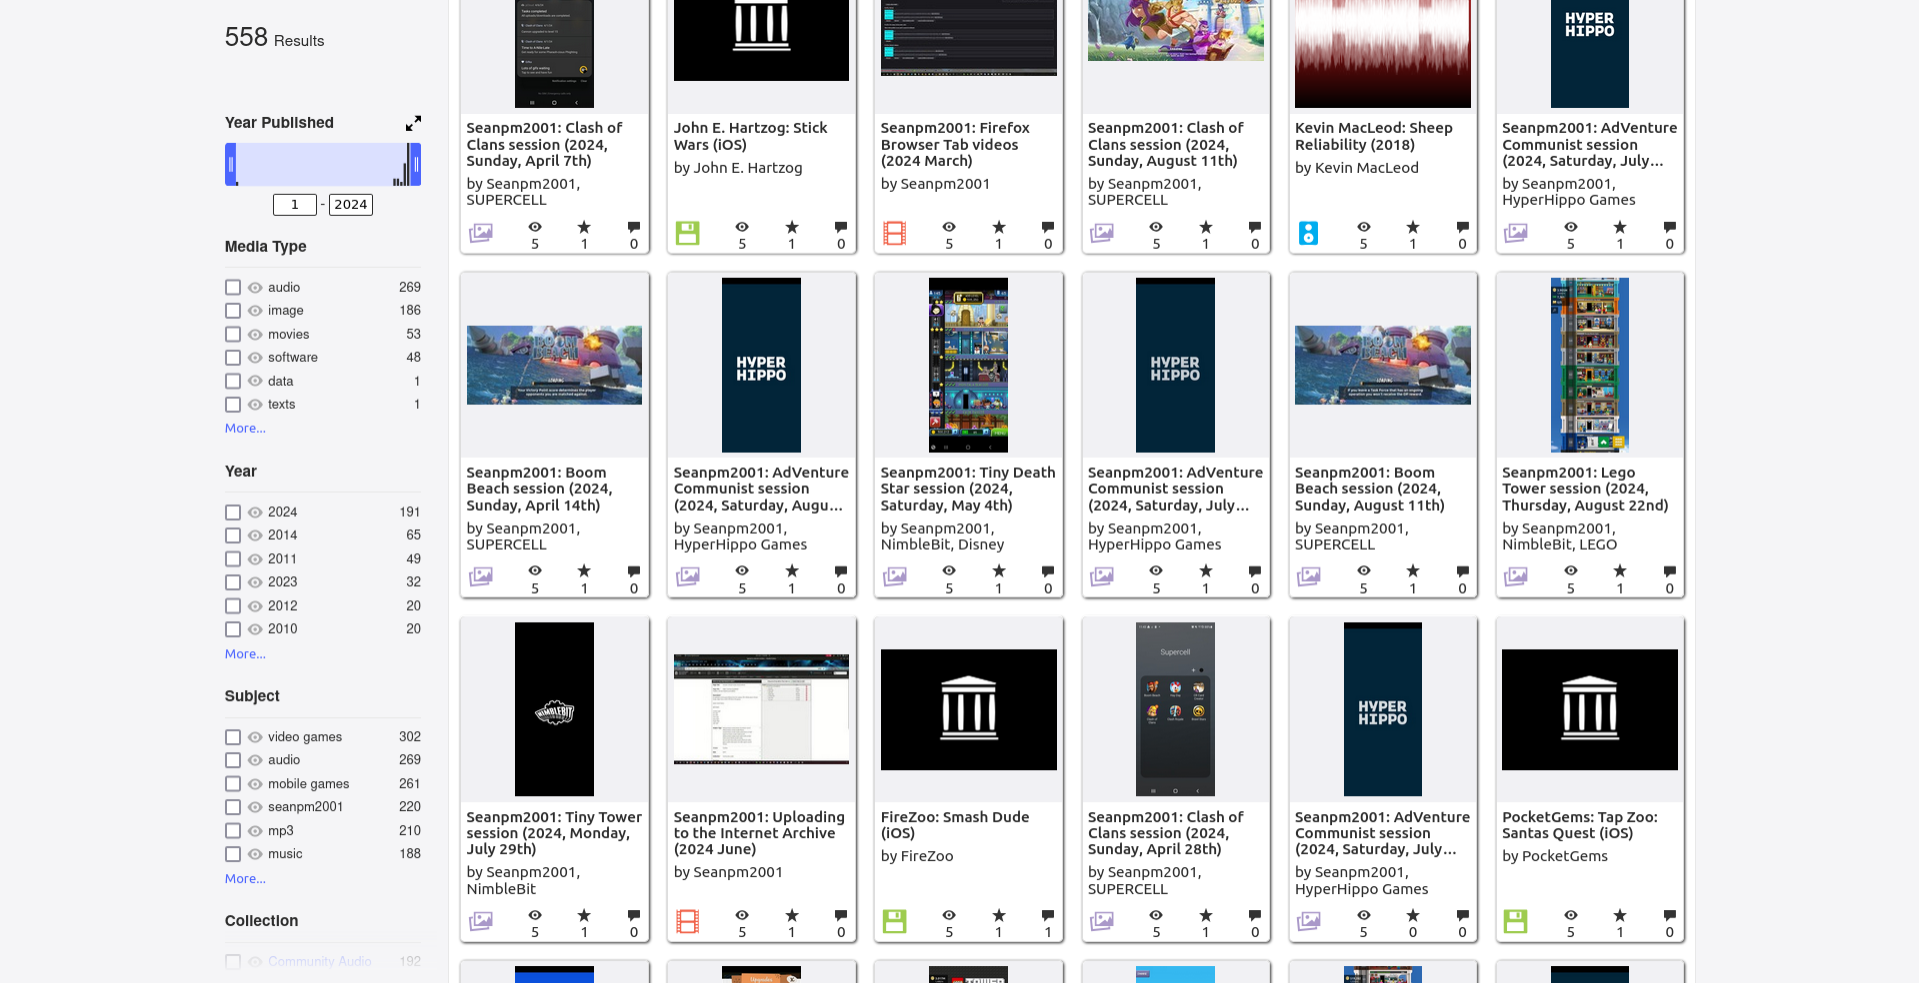 558 Results
Year Published
1 - 2024
Media Type
audio 269
image 186
movies 53
software 48
data 1
texts 1
More...
Year
2024 191
2014 65
2011 49
2023 32
2012 20
2010 20
More...
Subject
video games 302
audio 269
mobile games 261
seanpm2001 220
mp3 210
music 188
More...
Collection
Community Audio 192
HYPER
HIPPO
Seanpm2001: Clash of
Clans session (2024,
Sunday, April 7th)
by Seanpm2001,
SUPERCELL
5 1 0
John E. Hartzog: Stick
Wars (iOS)
by John E. Hartzog
5 1 0
Seanpm2001: Firefox
Browser Tab videos
(2024 March)
by Seanpm2001
5 1 0
Seanpm2001: Clash of
Clans session (2024,
Sunday, August 11th)
by Seanpm2001,
SUPERCELL
5 1 0
Kevin MacLeod: Sheep
Reliability (2018)
by Kevin MacLeod
5 1 0
Seanpm2001: AdVenture
Communist session
(2024, Saturday, July...
by Seanpm2001,
HyperHippo Games
5 1 0
BOOM
BEACH
Seanpm2001: Boom
Beach session (2024,
Sunday, April 14th)
by Seanpm2001,
SUPERCELL
5 1 0
HYPER
HIPPO
Seanpm2001: AdVenture
Communist session
(2024, Saturday, Augu...
by Seanpm2001,
HyperHippo Games
5 1 0
Seanpm2001: Tiny Death
Star session (2024,
Saturday, May 4th)
by Seanpm2001,
NimbleBit, Disney
5 1 0
HYPER
HIPPO
Seanpm2001: AdVenture
Communist session
(2024, Saturday, July...
by Seanpm2001,
HyperHippo Games
5 1 0
BOOM
BEACH
Seanpm2001: Boom
Beach session (2024,
Sunday, August 11th)
by Seanpm2001,
SUPERCELL
5 1 0
Seanpm2001: Lego
Tower session (2024,
Thursday, August 22nd)
by Seanpm2001,
NimbleBit, LEGO
5 1 0
NIMBLEBIT
Seanpm2001: Tiny Tower
session (2024, Monday,
July 29th)
by Seanpm2001,
NimbleBit
5 1 0
Seanpm2001: Uploading
to the Internet Archive
(2024 June)
by Seanpm2001
5 1 0
FireZoo: Smash Dude
(iOS)
by FireZoo
5 1 1
Supercell
Seanpm2001: Clash of
Clans session (2024,
Sunday, April 28th)
by Seanpm2001,
SUPERCELL
5 1 0
HYPER
HIPPO
Seanpm2001: AdVenture
Communist session
(2024, Saturday, July...
by Seanpm2001,
HyperHippo Games
5 0 0
PocketGems: Tap Zoo:
Santas Quest (iOS)
by PocketGems
5 1 0
Upgrades
TOWER